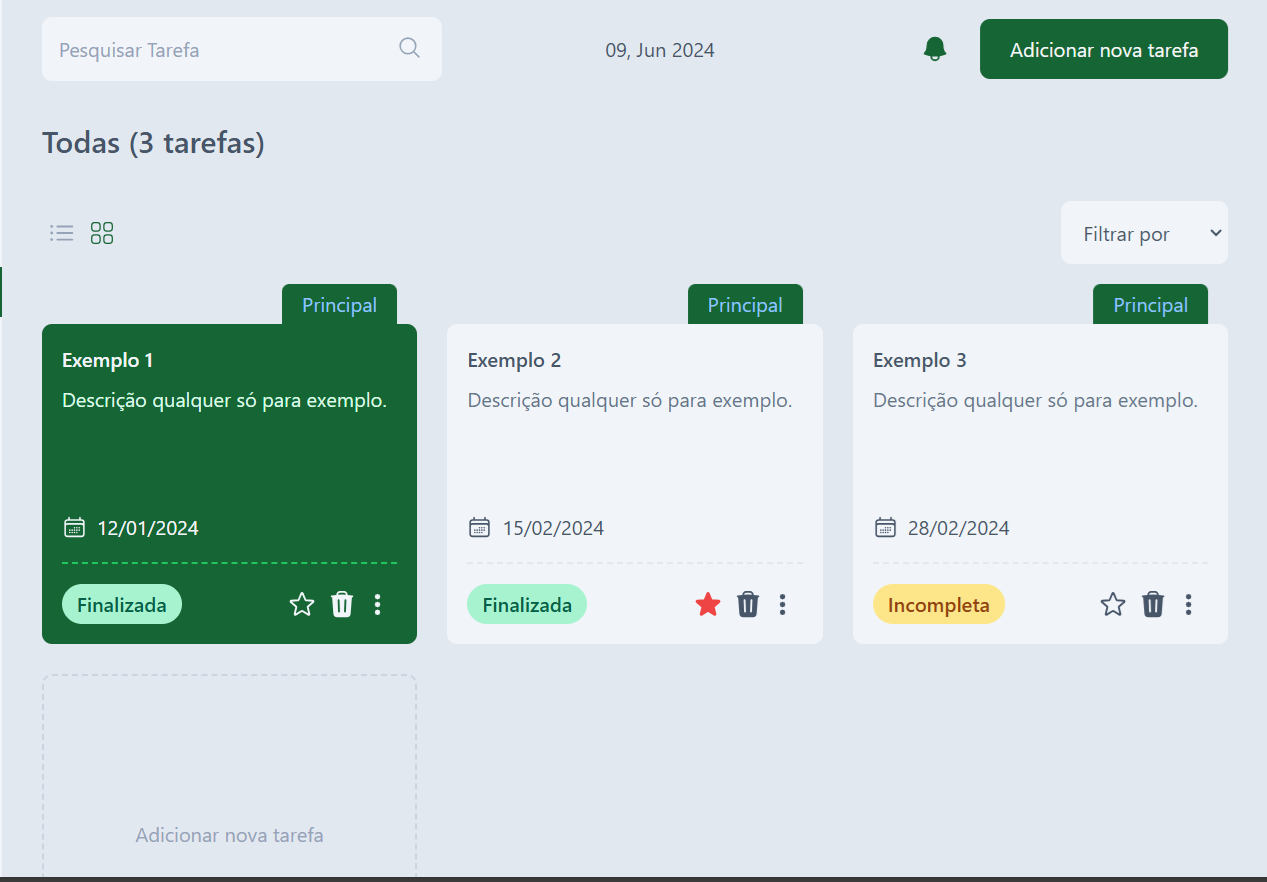 Pesquisar Tarefa
09, Jun 2024
Adicionar nova tarefa
Todas (3 tarefas)
Filtrar por
Principal
Exemplo 1
Descrição qualquer só para exemplo.
12/01/2024
Finalizada
Principal
Exemplo 2
Descrição qualquer só para exemplo.
15/02/2024
Finalizada
Principal
Exemplo 3
Descrição qualquer só para exemplo.
28/02/2024
Incompleta
Adicionar nova tarefa